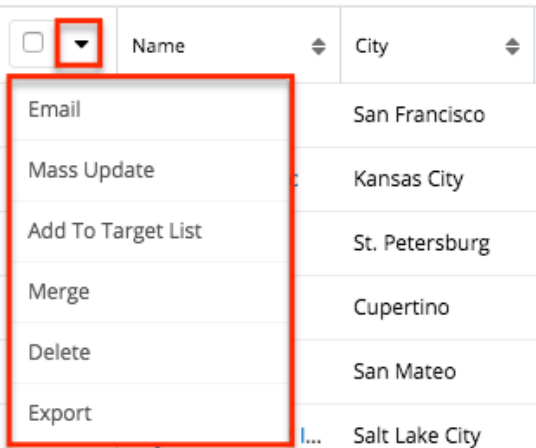 Name City
Email
San Francisco
Mass Update
Kansas City
Add To Target List
St. Petersburg
Merge
Cupertino
Delete
San Mateo
Export
Salt Lake City